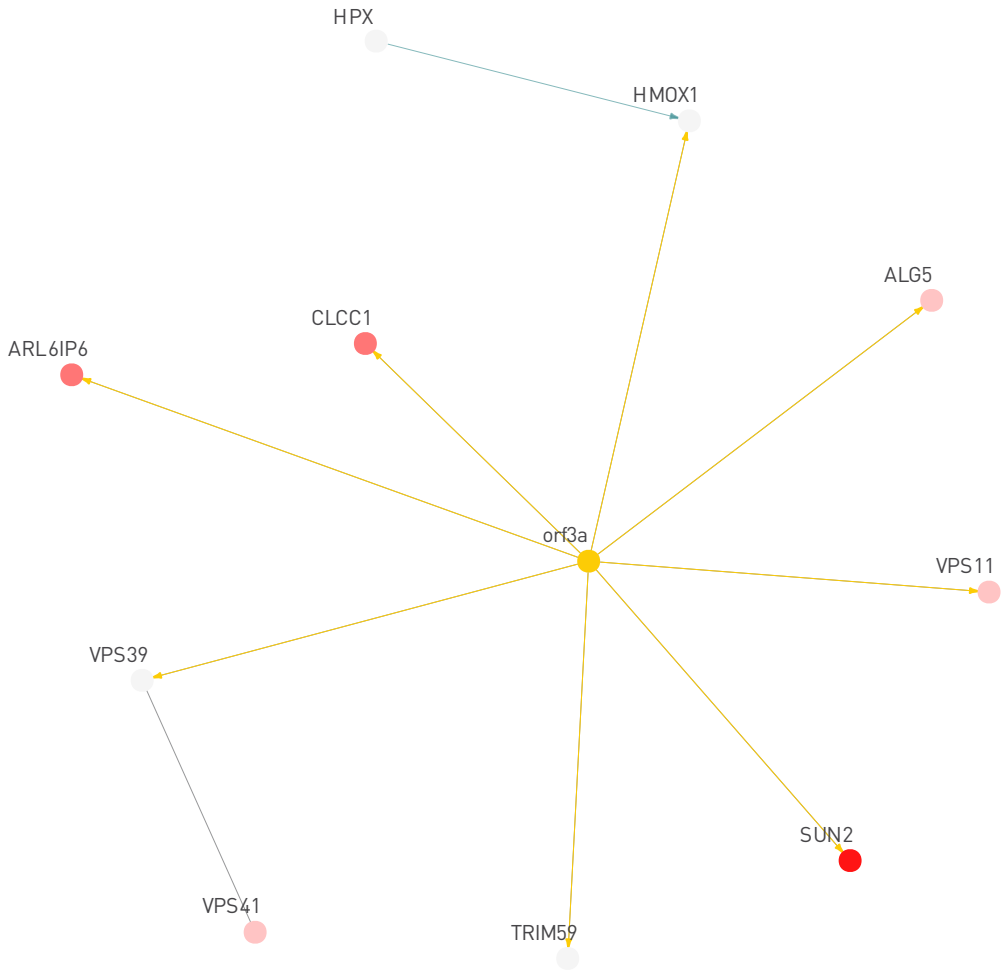 HPX
HMOX1
ALG5
CLCC1
ARL6IP6
orf3a
VPS11
VPS39
SUN2
VPS41
TRIM59